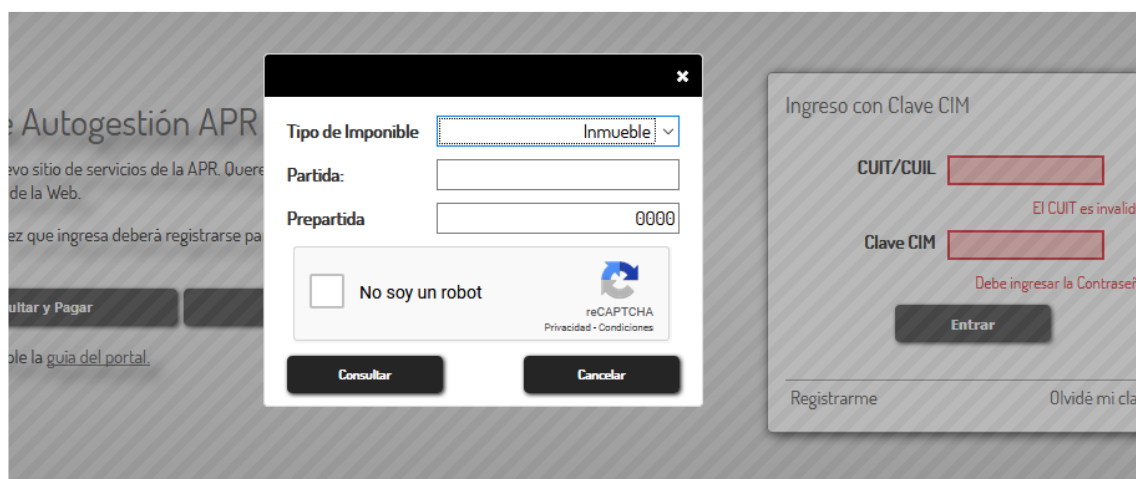 Autogestión APR
evo sitio de servicios de la APR. Quere
de la Web.
ez que ingresa deberá registrarse pa
ultar y Pagar
ble la guia del portal.
×
Tipo de Imponible
Inmueble
Partida:
Prepartida
0000
No soy un robot
reCAPTCHA
Privacidad - Condiciones
Consultar
Cancelar
Ingreso con Clave CIM
CUIT/CUIL
El CUIT es invalid
Clave CIM
Debe ingresar la Contraseñ
Entrar
Registrarme
Olvidé mi cla